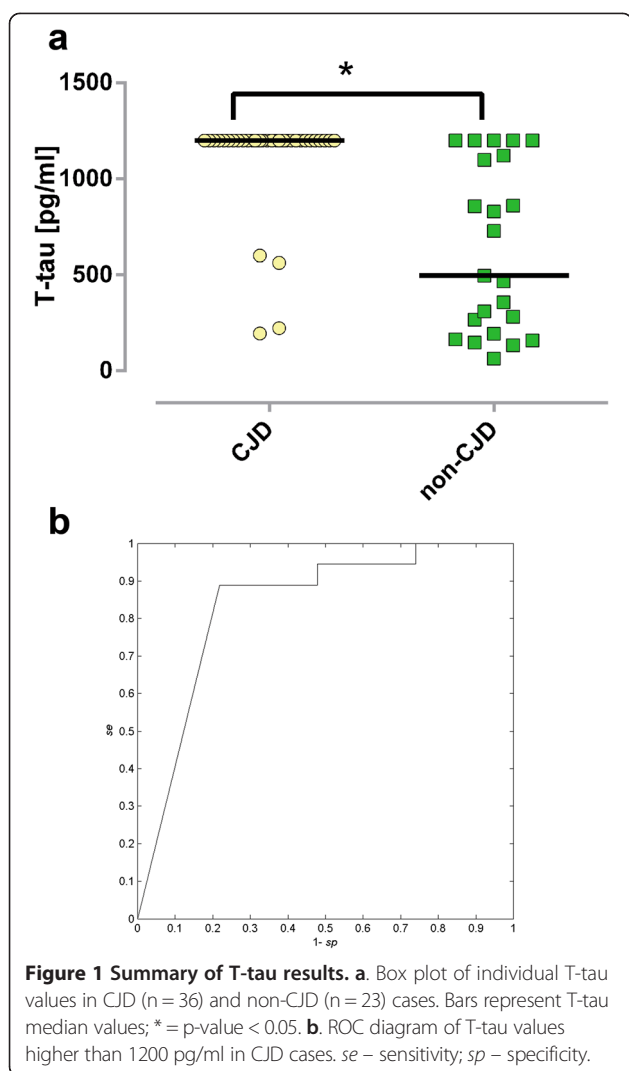 a
*
1500
1000
500
0
T-tau [pg/ml]
CJD
non-CJD
b
1
0.9
0.8
0.7
0.6
0.5
0.4
0.3
0.2
0.1
0
se
0 0.1 0.2 0.3 0.4 0.5 0.6 0.7 0.8 0.9 1
1- sp
Figure 1 Summary of T-tau results. a. Box plot of individual T-tau
values in CJD (n = 36) and non-CJD (n = 23) cases. Bars represent T-tau
median values; * = p-value < 0.05. b. ROC diagram of T-tau values
higher than 1200 pg/ml in CJD cases. se – sensitivity; sp – specificity.